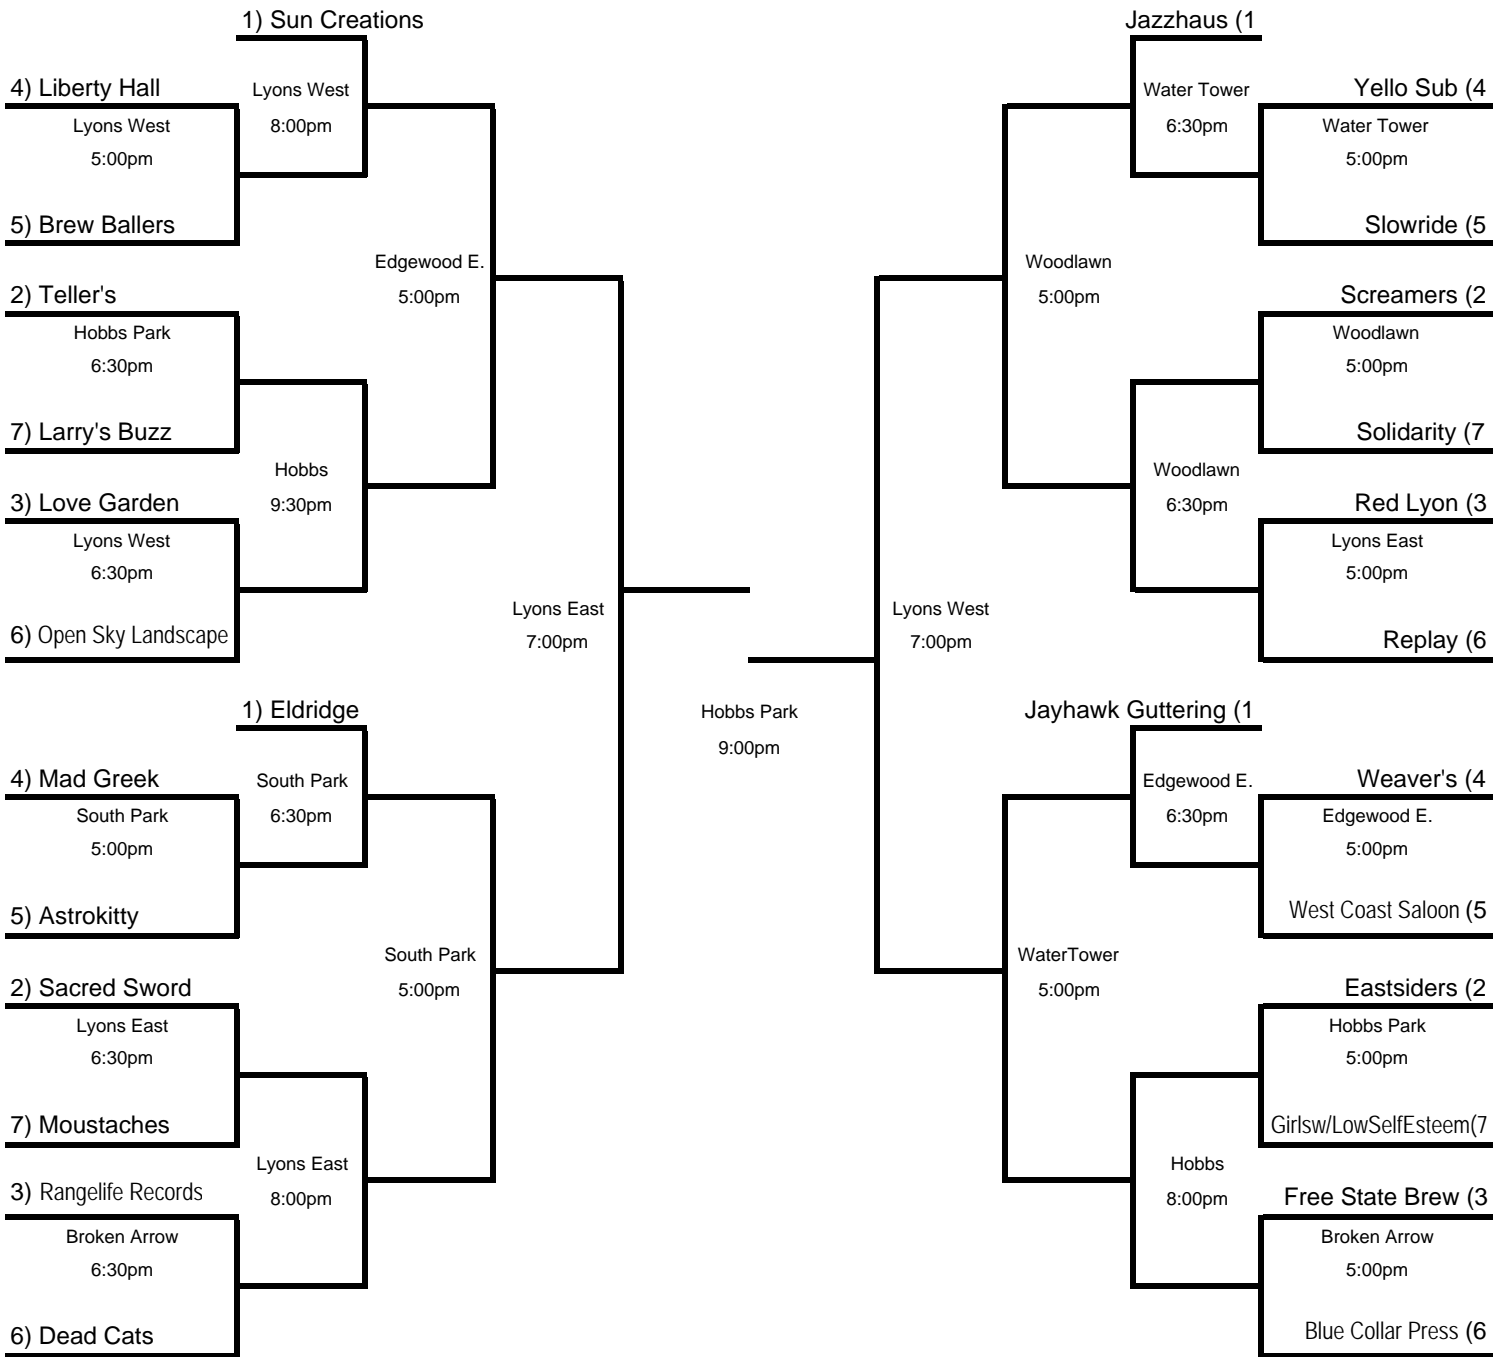 1) Sun Creations
4) Liberty Hall
Lyons West
5:00pm
Lyons West
8:00pm
5) Brew Ballers
Edgewood E.
5:00pm
2) Teller's
Hobbs Park
6:30pm
7) Larry's Buzz
Hobbs
9:30pm
3) Love Garden
Lyons West
6:30pm
6) Open Sky Landscape
Lyons East
7:00pm
1) Eldridge
4) Mad Greek
South Park
5:00pm
South Park
6:30pm
5) Astrokitty
South Park
5:00pm
2) Sacred Sword
Lyons East
6:30pm
7) Moustaches
Lyons East
8:00pm
3) Rangelife Records
Broken Arrow
6:30pm
6) Dead Cats
Hobbs Park
9:00pm
Jazzhaus (1
Water Tower
6:30pm
Yello Sub (4
Water Tower
5:00pm
Slowride (5
Woodlawn
5:00pm
Screamers (2
Woodlawn
5:00pm
Solidarity (7
Woodlawn
6:30pm
Red Lyon (3
Lyons East
5:00pm
Replay (6
Lyons West
7:00pm
Jayhawk Guttering (1
Edgewood E.
6:30pm
Weaver's (4
Edgewood E.
5:00pm
West Coast Saloon (5
WaterTower
5:00pm
Eastsiders (2
Hobbs Park
5:00pm
Girlsw/LowSelfEsteem(7
Hobbs
8:00pm
Free State Brew (3
Broken Arrow
5:00pm
Blue Collar Press (6